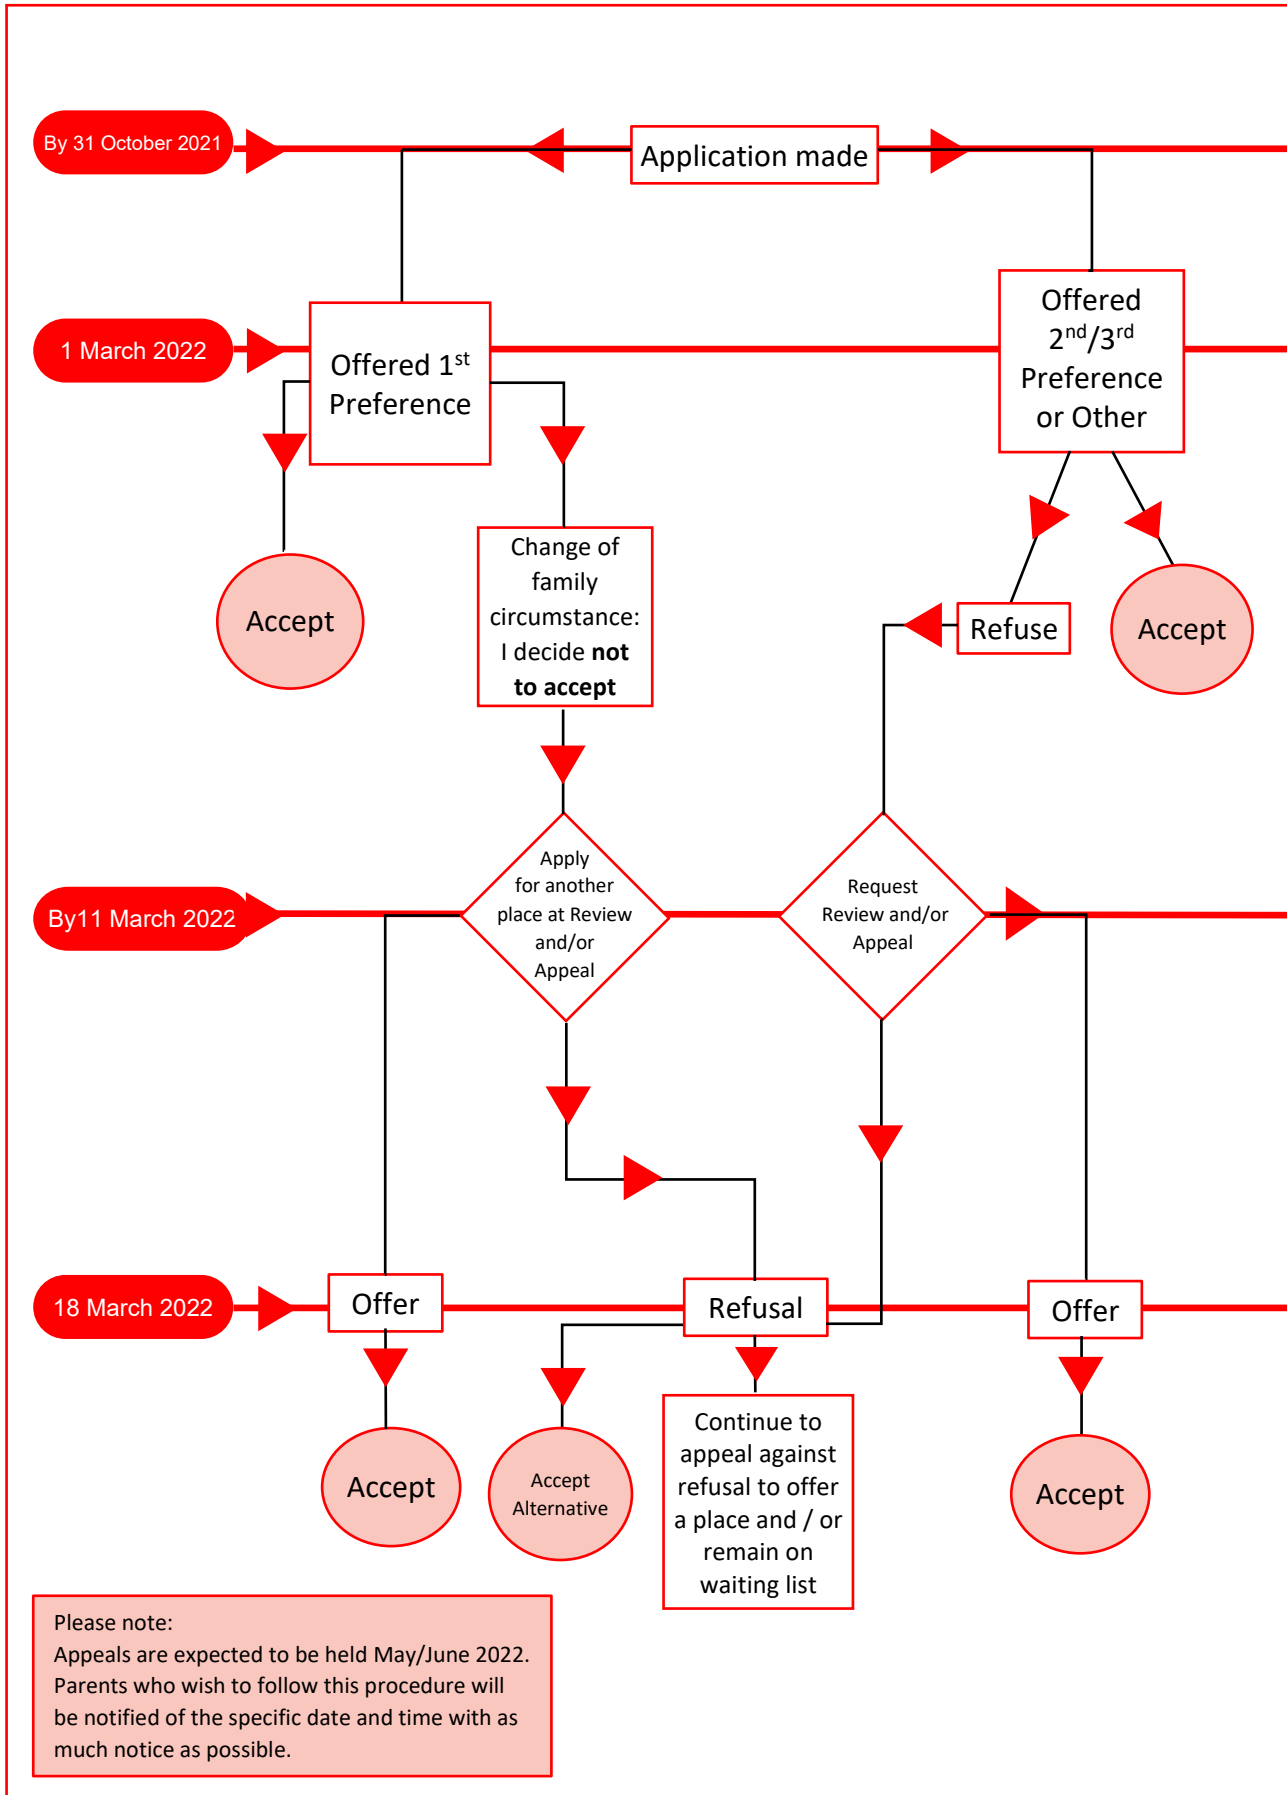 By 31 October 2021
Application made
1 March 2022
Offered 1st
Preference
Offered
2nd/3rd
Preference
or Other
Accept
Change of
family
circumstance:
I decide not
to accept
Refuse
Accept
By11 March 2022
Apply
for another
place at Review
and/or
Appeal
Request
Review and/or
Appeal
18 March 2022
Offer
Refusal
Offer
Accept
Accept
Alternative
Continue to
appeal against
refusal to offer
a place and / or
remain on
waiting list
Accept
Please note:
Appeals are expected to be held May/June 2022.
Parents who wish to follow this procedure will
be notified of the specific date and time with as
much notice as possible.